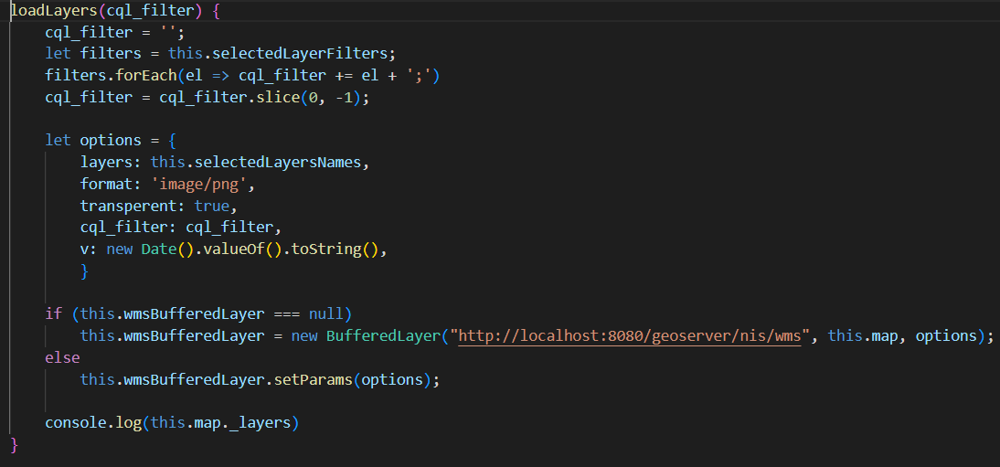 loadLayers(cql_filter) {
    cql_filter = '';
    let filters = this.selectedLayerFilters;
    filters.forEach(el => cql_filter += el + ';')
    cql_filter = cql_filter.slice(0, -1);

    let options = {
        layers: this.selectedLayersNames,
        format: 'image/png',
        transperent: true,
        cql_filter: cql_filter,
        v: new Date().valueOf().toString(),
        }

    if (this.wmsBufferedLayer === null)
        this.wmsBufferedLayer = new BufferedLayer("http://localhost:8080/geoserver/nis/wms", this.map, options);
    else
        this.wmsBufferedLayer.setParams(options);

    console.log(this.map._layers)
}